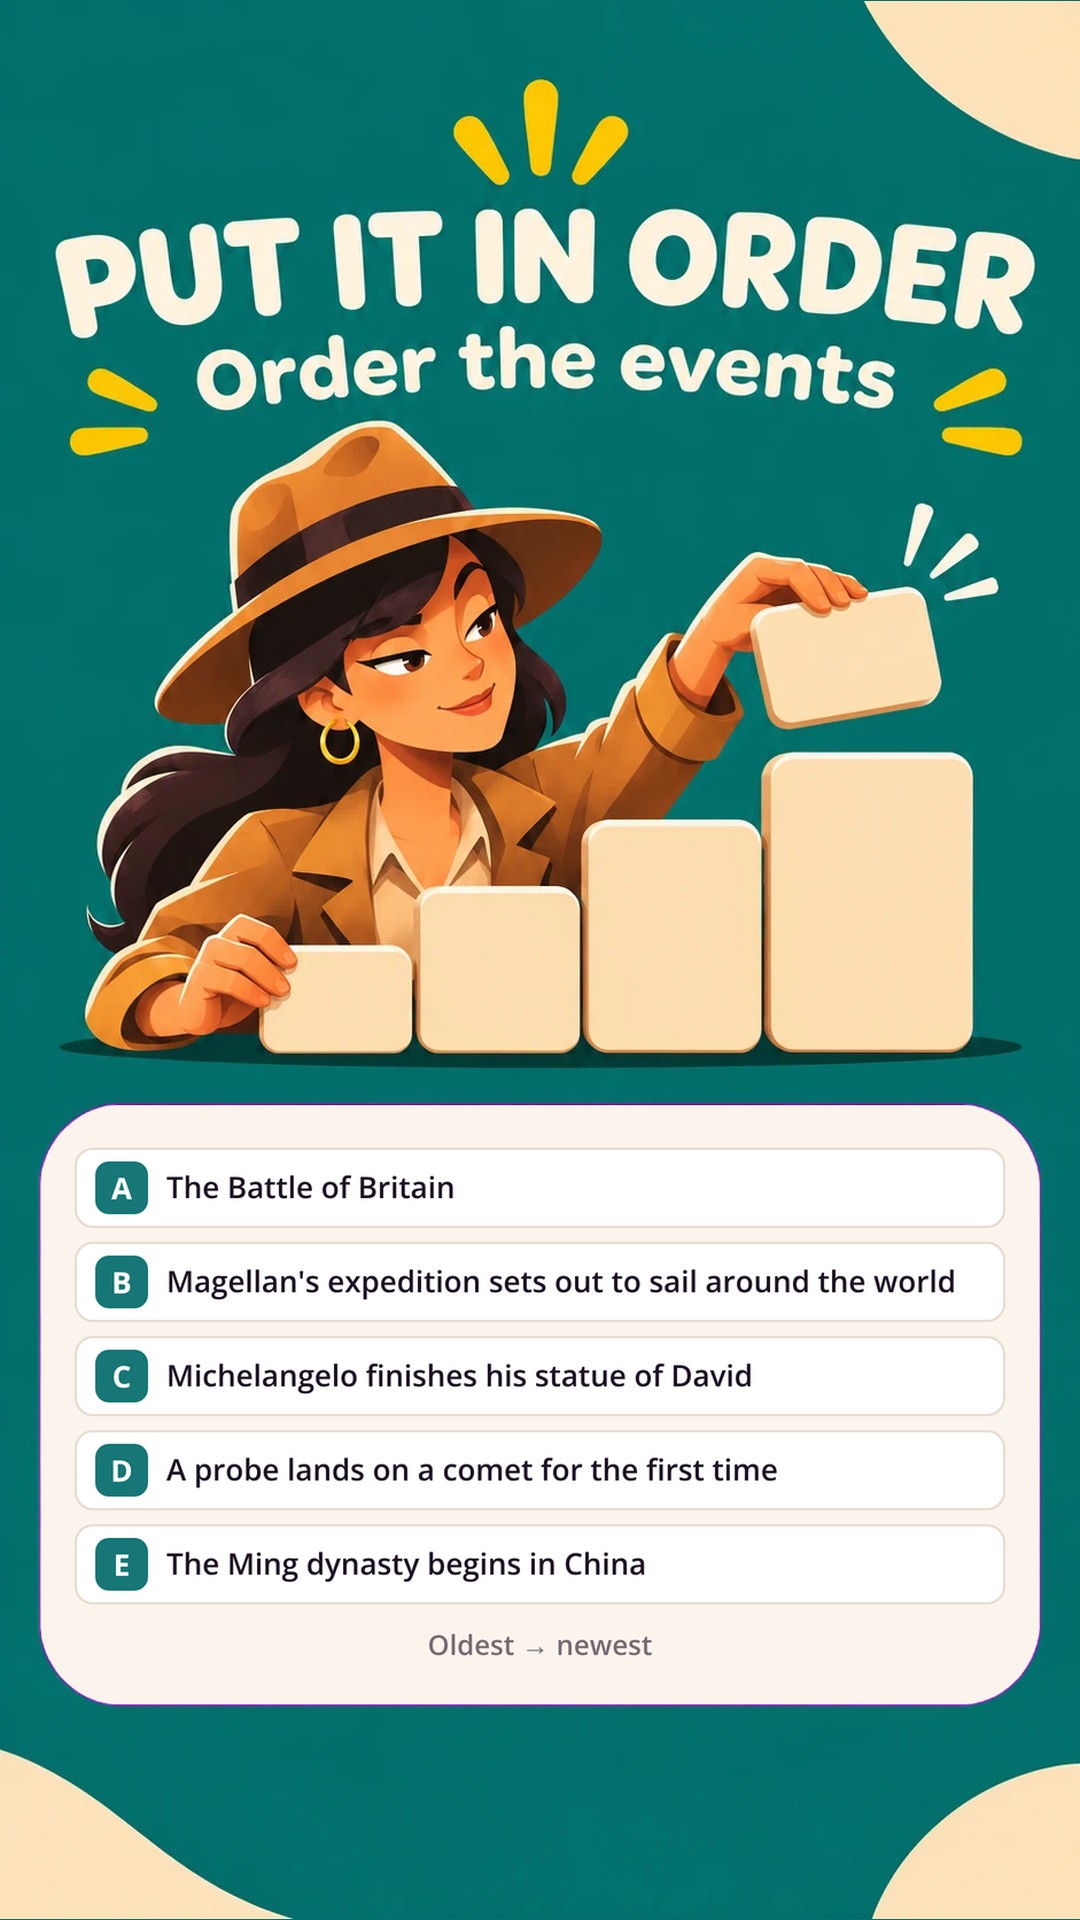 PUT IT IN ORDER
Order the events
A The Battle of Britain
B Magellan's expedition sets out to sail around the world
C Michelangelo finishes his statue of David
D A probe lands on a comet for the first time
E The Ming dynasty begins in China
Oldest → newest